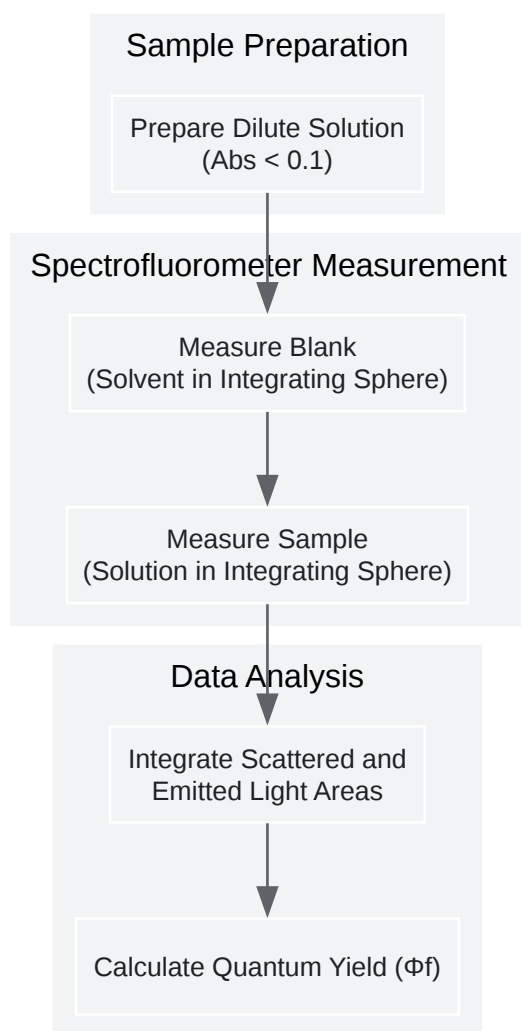 Sample Preparation
Prepare Dilute Solution
(Abs < 0.1)
Spectrofluorometer Measurement
Measure Blank
(Solvent in Integrating Sphere)
Measure Sample
(Solution in Integrating Sphere)
Data Analysis
Integrate Scattered and
Emitted Light Areas
Calculate Quantum Yield (Φf)